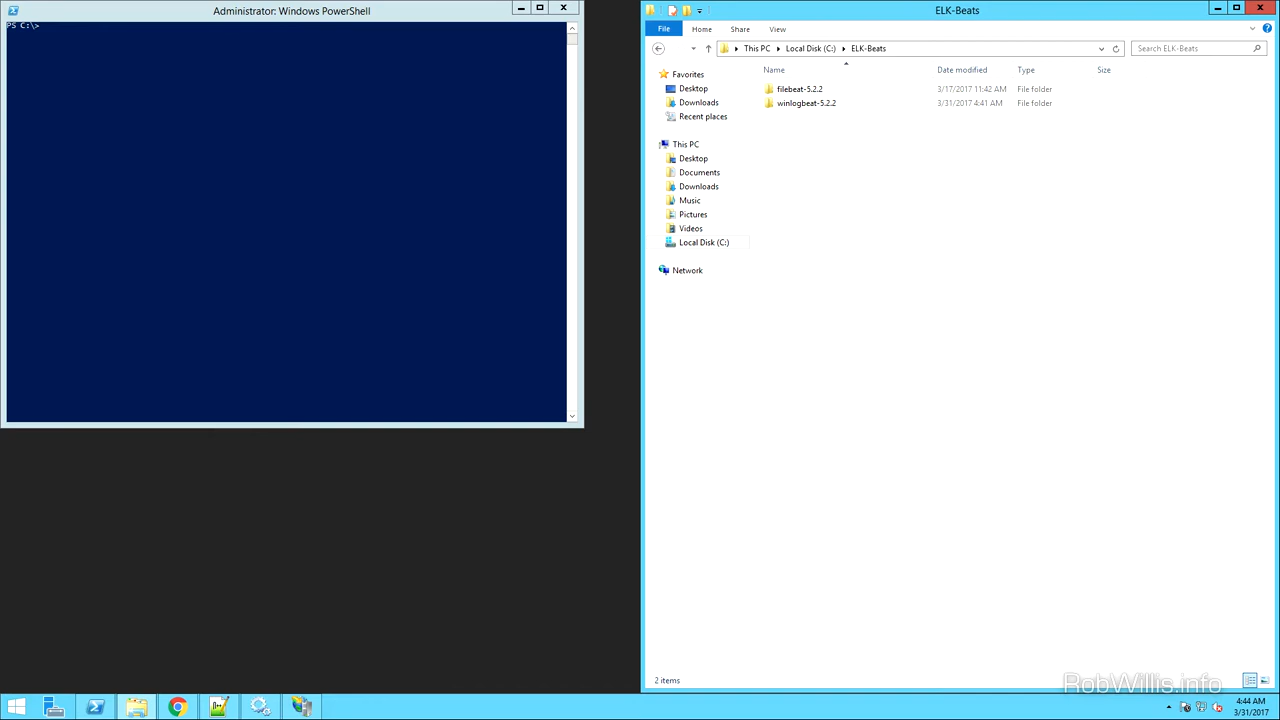 Administrator: Windows PowerShell
PS C:\>
ELK-Beats
File Home Share View
This PC Local Disk (C:) ELK-Beats
Search ELK-Beats
Name Date modified Type Size
Favorites
Desktop
Downloads
Recent places
This PC
Desktop
Documents
Downloads
Music
Pictures
Videos
Local Disk (C:)
Network
filebeat-5.2.2 3/17/2017 11:42 AM File folder
winlogbeat-5.2.2 3/31/2017 4:41 AM File folder
2 items
RobWillis.info
4:44 AM
3/31/2017